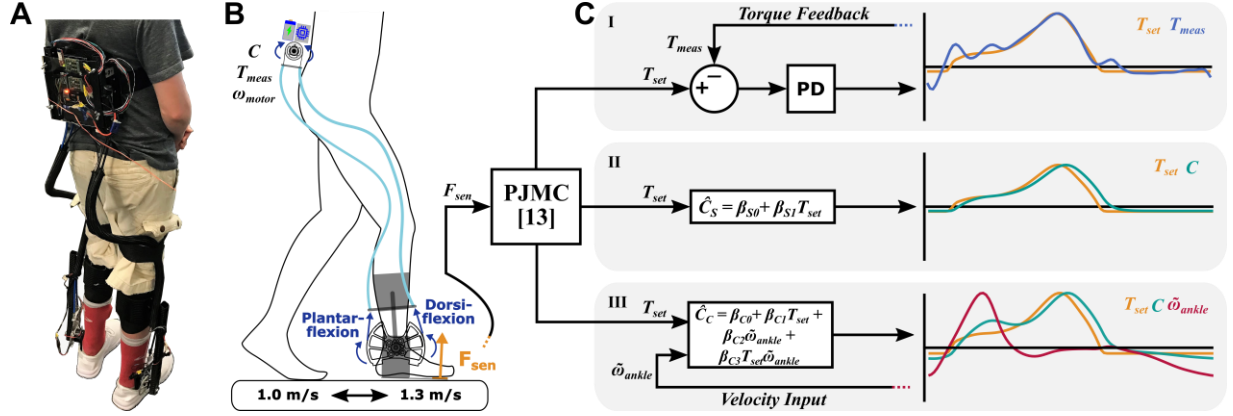 A
B
C
C
T_meas
ω_motor
Plantar-
flexion
Dorsi-
flexion
F_sen
1.0 m/s
1.3 m/s
F_sen
PJMC
[13]
I
Torque Feedback
T_meas
T_set
+
−
PD
T_set T_meas
II
T_set
Ĉ_S = β_S0 + β_S1 T_set
T_set C
III
T_set
Ĉ_C = β_C0 + β_C1 T_set +
β_C2 ω̃_ankle +
β_C3 T_set ω̃_ankle
ω̃_ankle
Velocity Input
T_set C ω̃_ankle